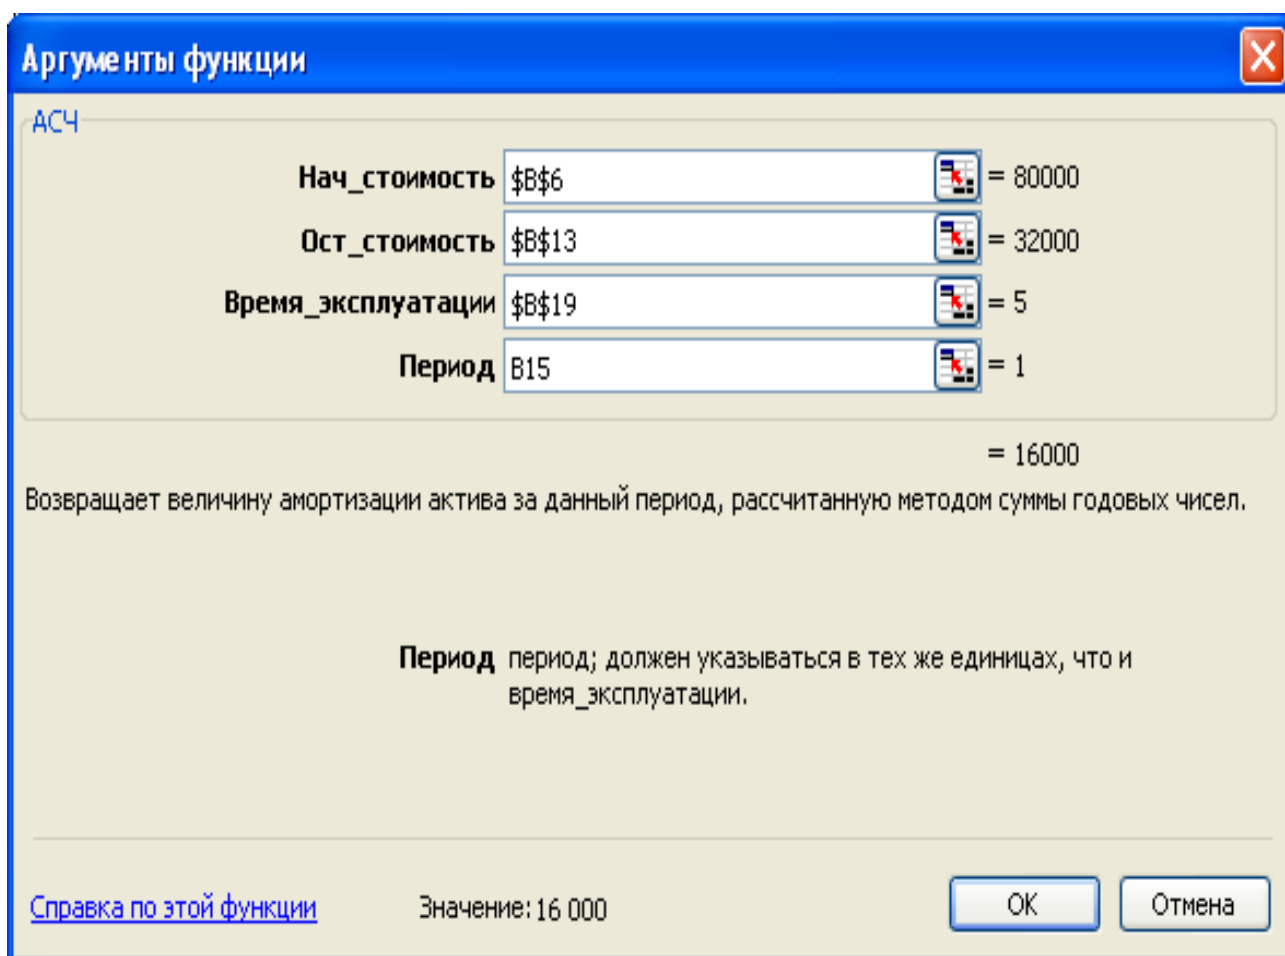 Аргументы функции
АСЧ
Нач_стоимость $B$6 = 80000
Ост_стоимость $B$13 = 32000
Время_эксплуатации $B$19 = 5
Период B15 = 1
= 16000
Возвращает величину амортизации актива за данный период, рассчитанную методом суммы годовых чисел.
Период период; должен указываться в тех же единицах, что и
время_эксплуатации.
Справка по этой функции Значение: 16 000 ОК Отмена